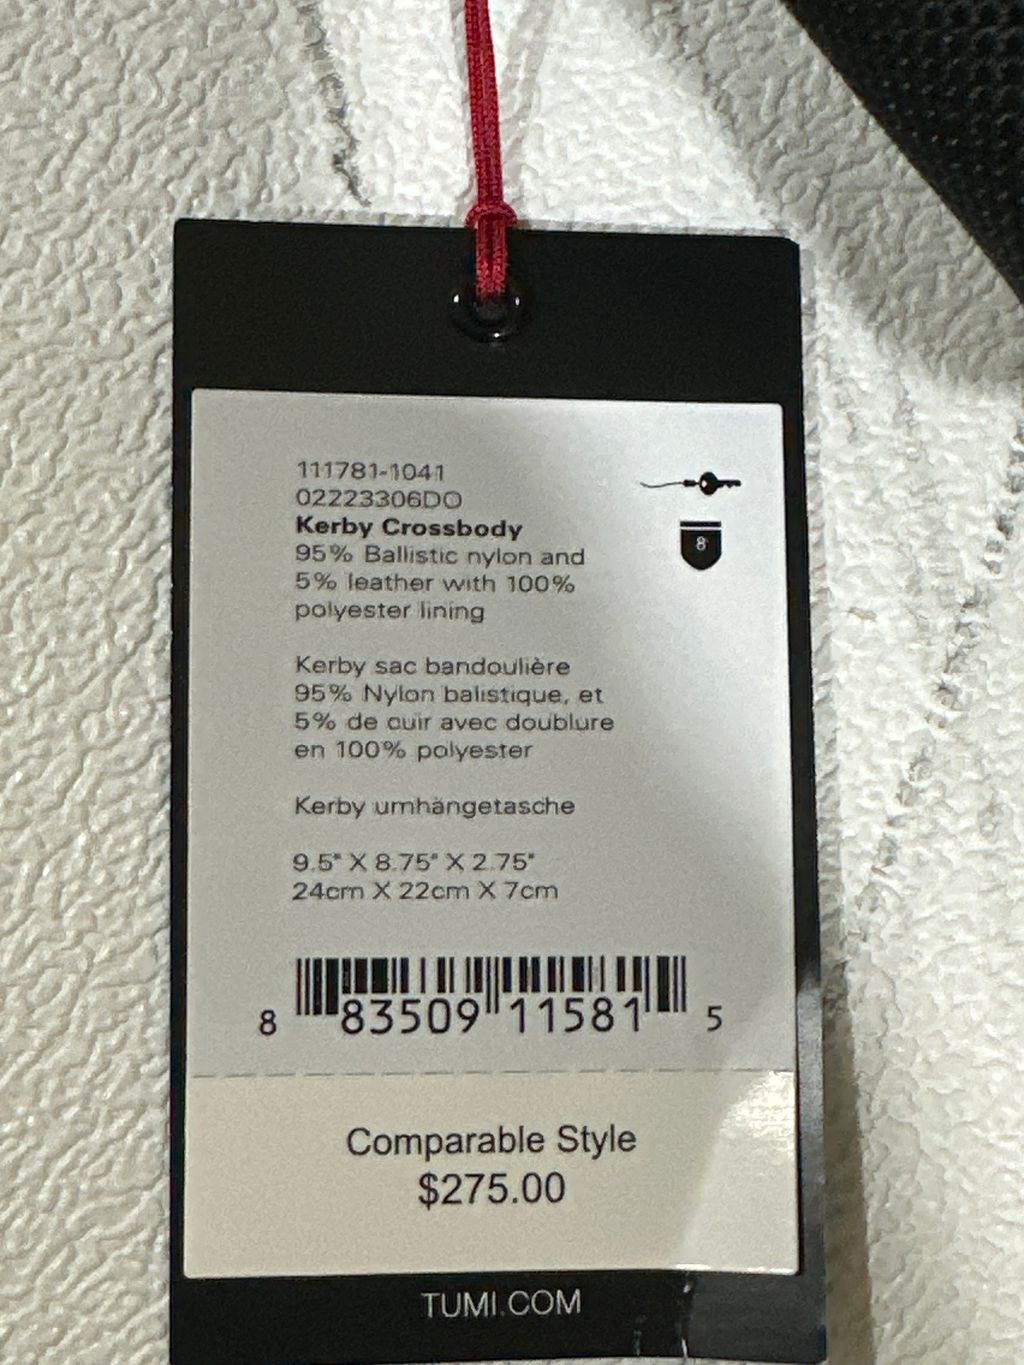 111781-1041
02223306DO
Kerby Crossbody
95% Ballistic nylon and
5% leather with 100%
polyester lining
8
Kerby sac bandoulière
95% Nylon balistique, et
5% de cuir avec doublure
en 100% polyester
Kerby umhängetasche
9.5" X 8.75" X 2.75"
24cm X 22cm X 7cm
8 83509 11581 5
Comparable Style
$275.00
TUMI.COM